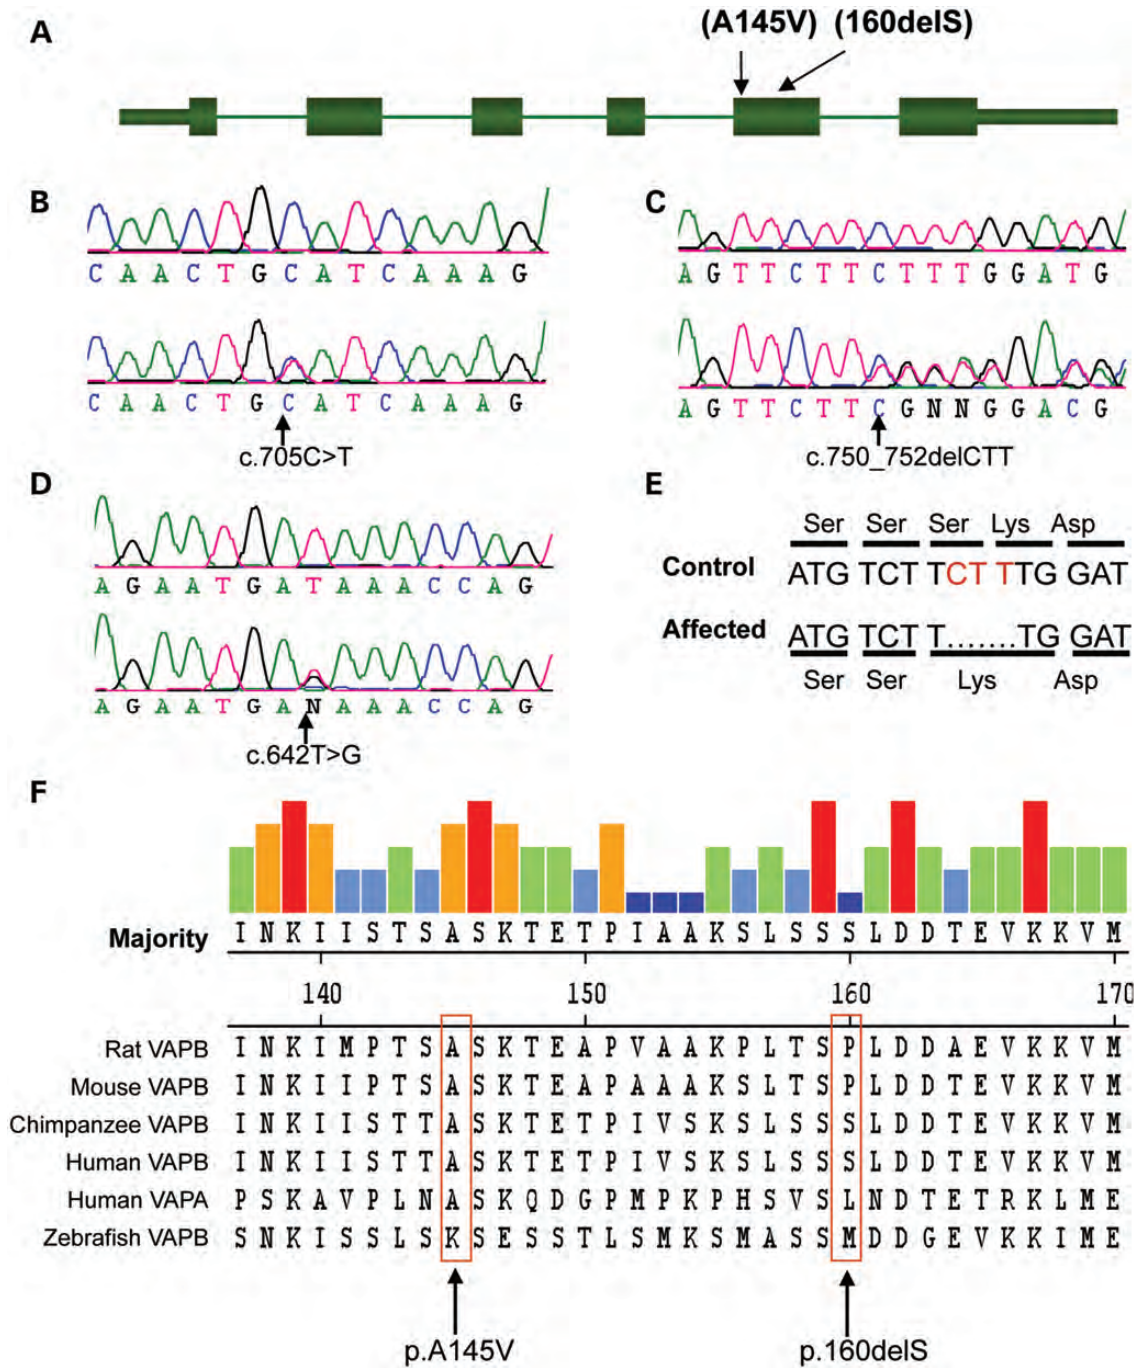 A
(A145V) (160delS)
B
C A A C T G C A T C A A A G
C A A C T G C A T C A A A G
c.705C>T
C
A G T T C T T C T T T G G A T G
A G T T C T T C G N N G G A C G
c.750_752delCTT
D
A G A A T G A T A A A C C A G
A G A A T G A N A A A C C A G
c.642T>G
E
Ser Ser Ser Lys Asp
Control ATG TCT TCT TTG GAT
Affected ATG TCT T.......TG GAT
Ser Ser Lys Asp
F
Majority I N K I I S T S A S K T E T P I A A K S L S S S L D D T E V K K V M
140 150 160 170
Rat VAPB I N K I M P T S A S K T E A P V A A K P L T S P L D D A E V K K V M
Mouse VAPB I N K I I P T S A S K T E A P A A A K S L T S P L D D T E V K K V M
Chimpanzee VAPB I N K I I S T T A S K T E T P I V S K S L S S S L D D T E V K K V M
Human VAPB I N K I I S T T A S K T E T P I V S K S L S S S L D D T E V K K V M
Human VAPA P S K A V P L N A S K Q D G P M P K P H S V S L N D T E T R K L M E
Zebrafish VAPB S N K I S S L S K S E S S T L S M K S M A S S M D D G E V K K I M E
p.A145V p.160delS